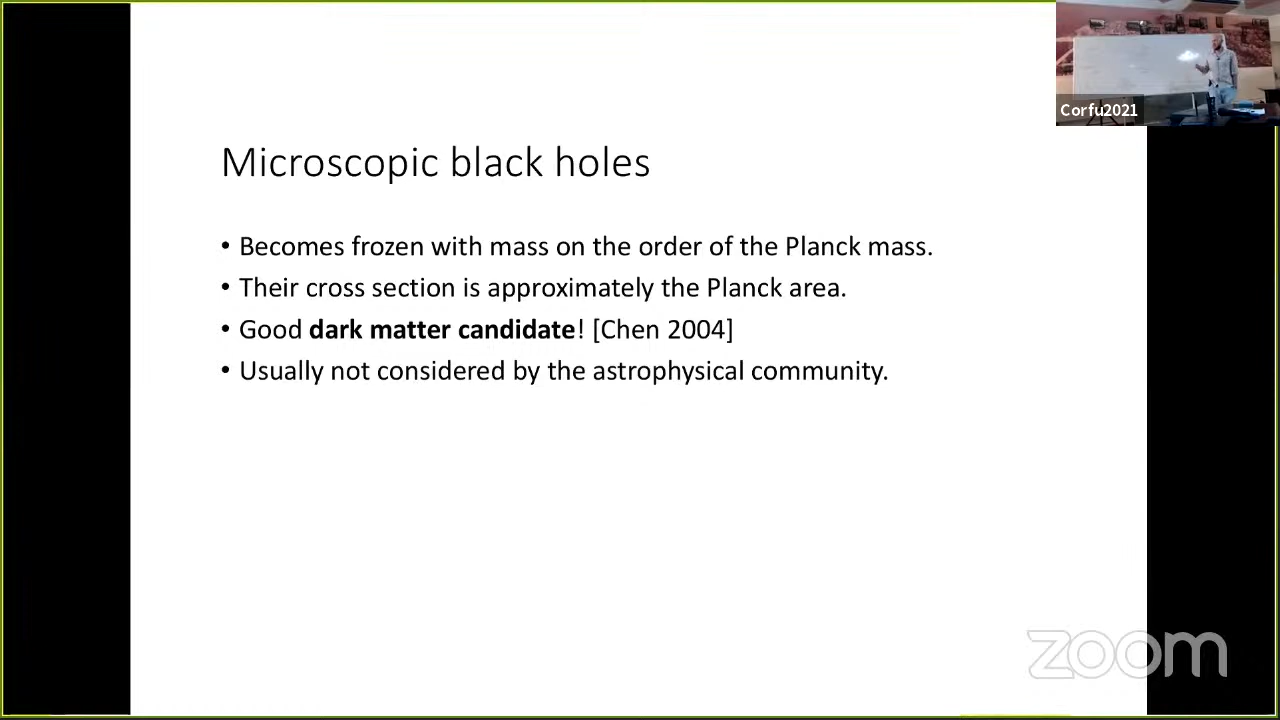 Corfu2021
Microscopic black holes
• Becomes frozen with mass on the order of the Planck mass.
• Their cross section is approximately the Planck area.
• Good dark matter candidate! [Chen 2004]
• Usually not considered by the astrophysical community.
zoom